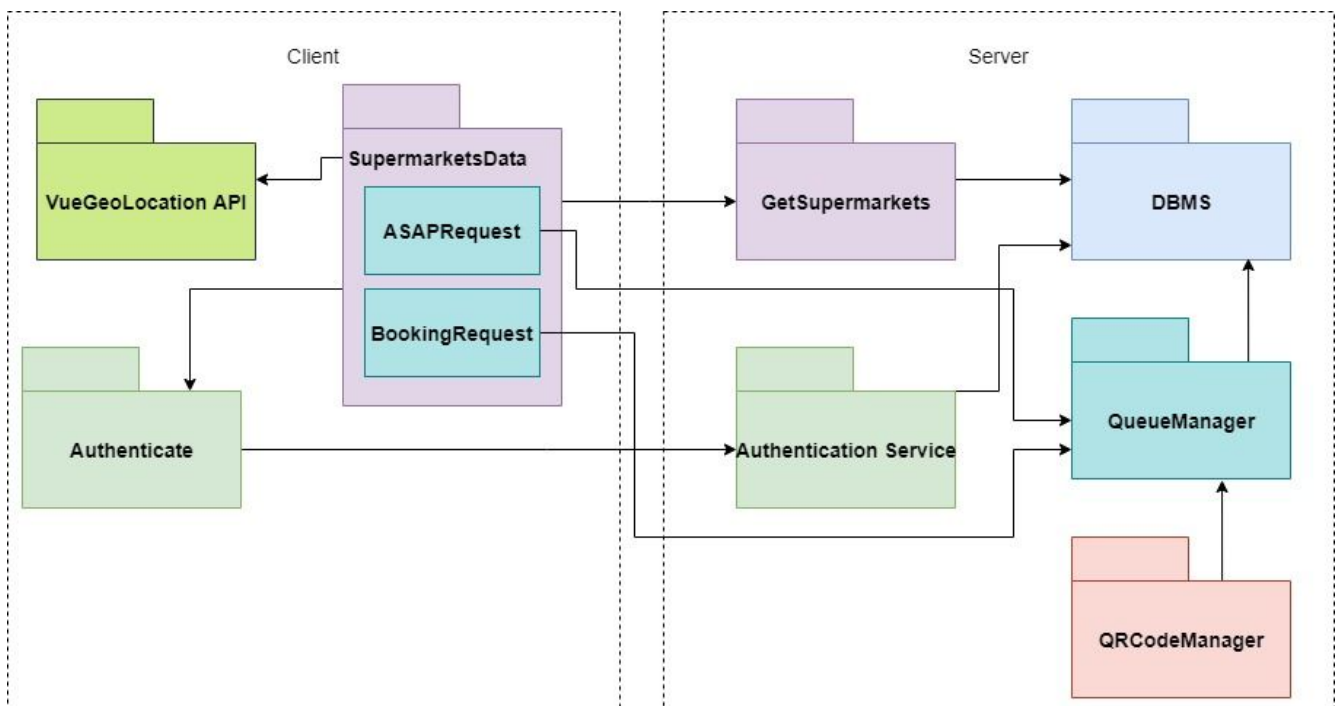 Client
Server
SupermarketsData
VueGeoLocation API
ASAPRequest
BookingRequest
Authenticate
GetSupermarkets
DBMS
Authentication Service
QueueManager
QRCodeManager